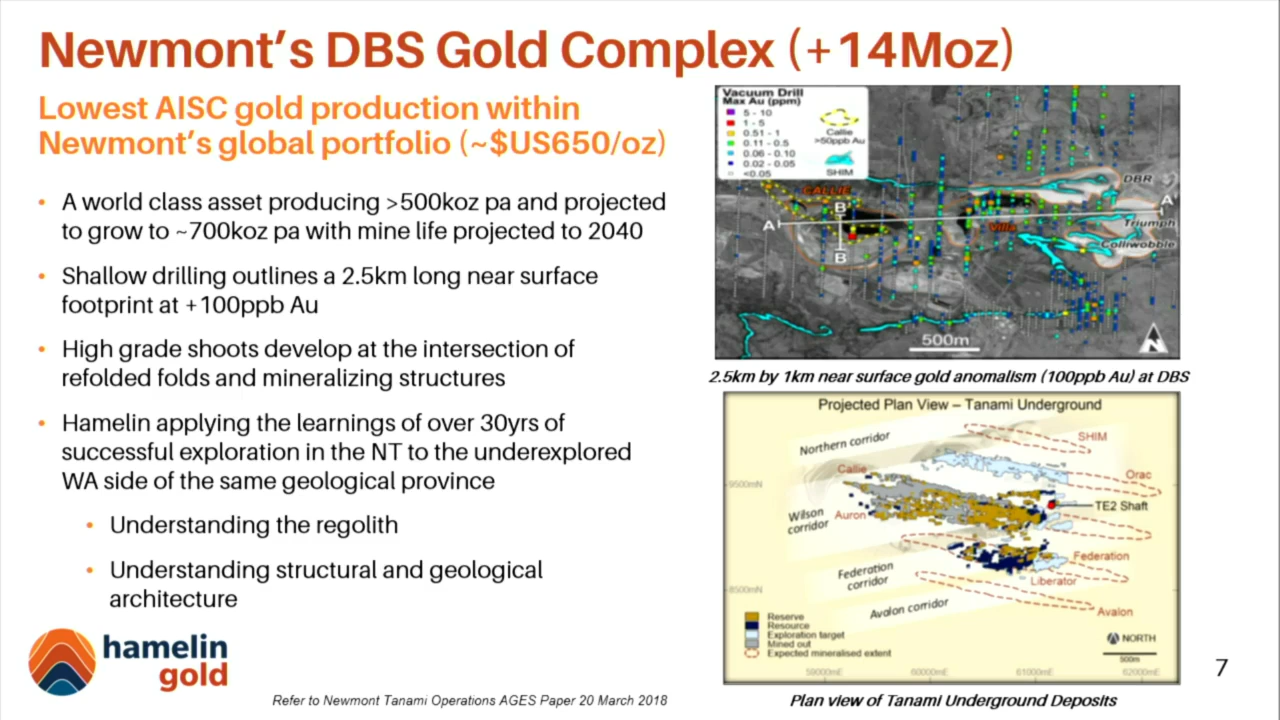 Newmont's DBS Gold Complex (+14Moz)
Lowest AISC gold production within
Newmont's global portfolio (~$US650/oz)
• A world class asset producing >500koz pa and projected
to grow to ~700koz pa with mine life projected to 2040
• Shallow drilling outlines a 2.5km long near surface
footprint at +100ppb Au
• High grade shoots develop at the intersection of
refolded folds and mineralizing structures
• Hamelin applying the learnings of over 30yrs of
successful exploration in the NT to the underexplored
WA side of the same geological province
• Understanding the regolith
• Understanding structural and geological
architecture
hamelin
gold
Refer to Newmont Tanami Operations AGES Paper 20 March 2018
Vacuum Drill
Max Au (ppm)
5 - 10
1 - 5
0.51 - 1
0.11 - 0.5
0.06 - 0.10
0.02 - 0.05
<0.05
Callie
>50ppb Au
SHIM
CALLIE
DBR
A
B
A'
Villa
Triumph
Colliwobble
B
500m
N
2.5km by 1km near surface gold anomalism (100ppb Au) at DBS
Projected Plan View – Tanami Underground
Northern corridor
SHIM
Callie
Orac
9500mN
Wilson
corridor
Auron
TE2 Shaft
Federation
corridor
Federation
Liberator
8500mN
Avalon corridor
Avalon
Reserve
Resource
Exploration target
Mined out
Expected mineralised extent
NORTH
500m
59000mE
60000mE
61000mE
62000mE
Plan view of Tanami Underground Deposits
7